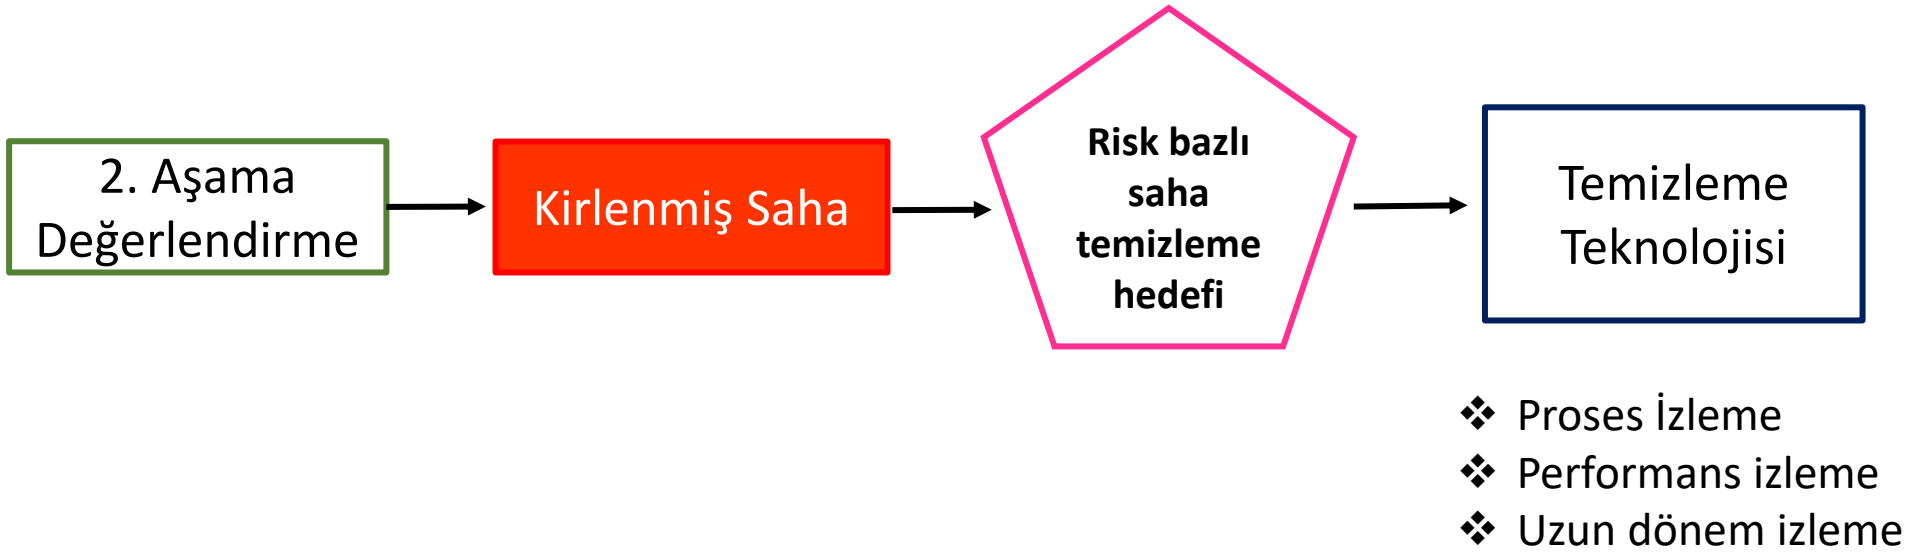 2. Aşama
Değerlendirme
Kirlenmiş Saha
Risk bazlı
saha
temizleme
hedefi
Temizleme
Teknolojisi
❖ Proses İzleme
❖ Performans izleme
❖ Uzun dönem izleme